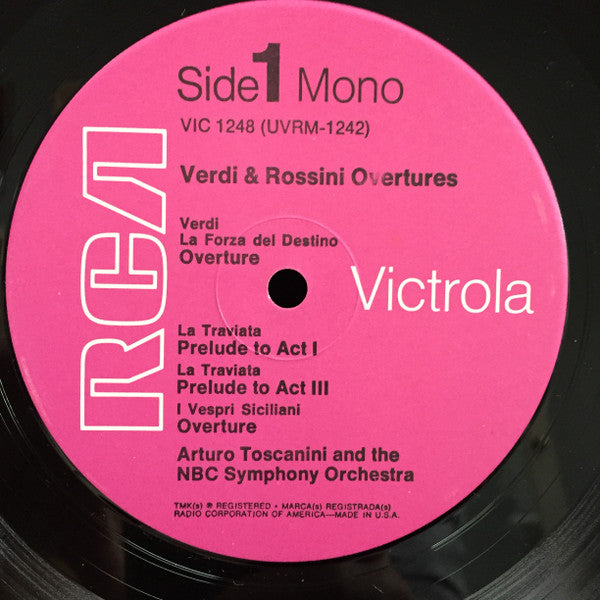 Side 1 Mono
VIC 1248 (UVRM-1242)
Verdi & Rossini Overtures
RCA
Verdi
La Forza del Destino
Overture
Victrola
La Traviata
Prelude to Act I
La Traviata
Prelude to Act III
I Vespri Siciliani
Overture
Arturo Toscanini and the
NBC Symphony Orchestra
TMK(s) ® REGISTERED • MARCA(s) REGISTRADA(s)
RADIO CORPORATION OF AMERICA—MADE IN U.S.A.